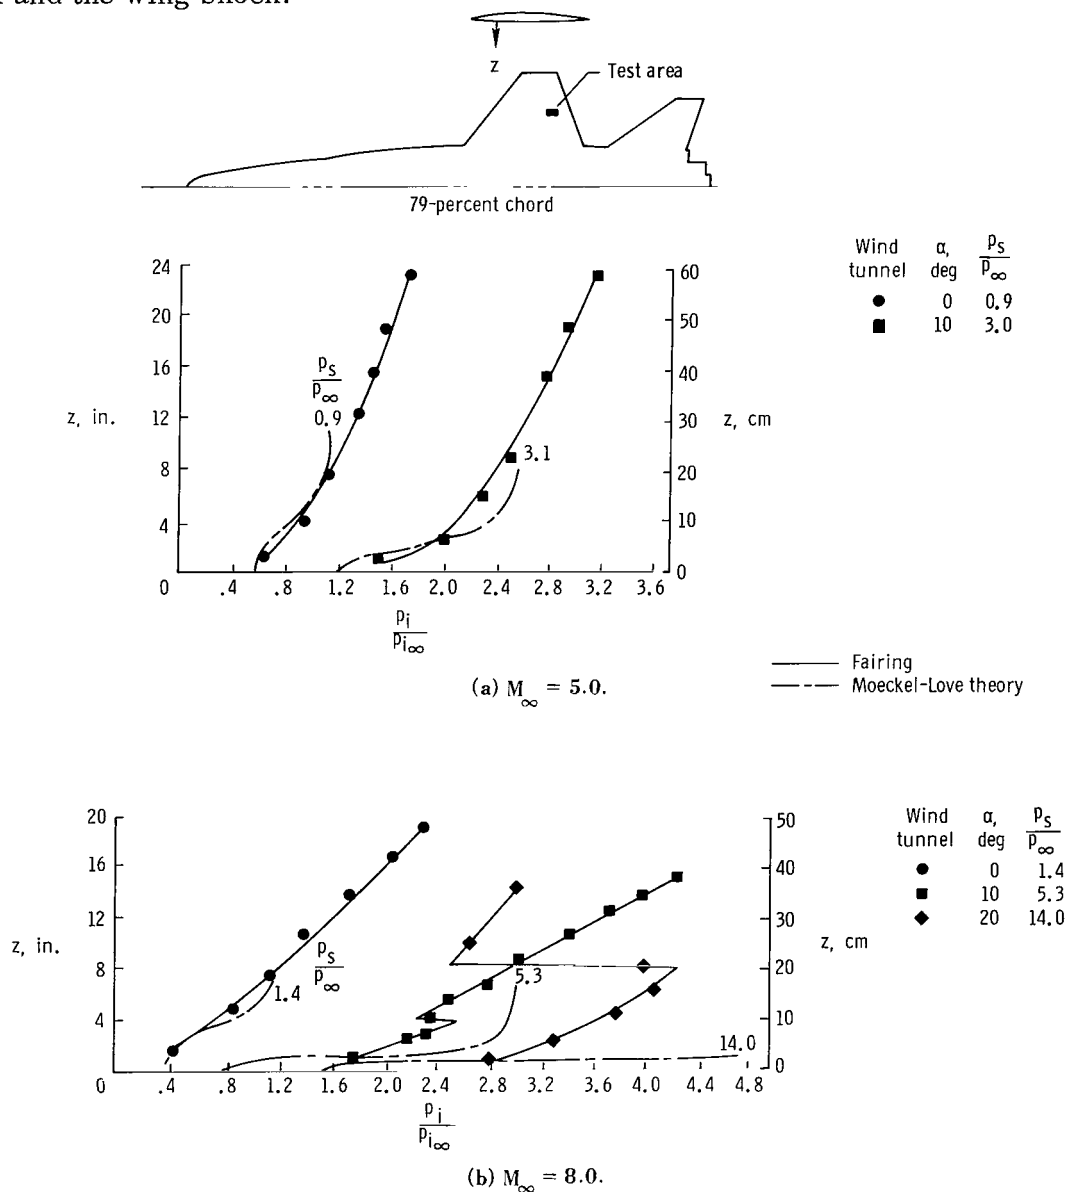 and the wing shock.
z
Test area
79-percent chord
Wind tunnel
α, deg
p_s/p_∞
0 0.9
10 3.0
24
20
16
12
8
4
0
z, in.
p_s/p_∞
0.9
3.1
60
50
40
30
20
10
0
z, cm
.4 .8 1.2 1.6 2.0 2.4 2.8 3.2 3.6
p_i/p_i∞
Fairing
Moeckel-Love theory
(a) M_∞ = 5.0.
Wind tunnel
α, deg
p_s/p_∞
0 1.4
10 5.3
20 14.0
20
16
12
8
4
0
z, in.
p_s/p_∞
1.4
5.3
14.0
50
40
30
20
10
0
z, cm
.4 .8 1.2 1.6 2.0 2.4 2.8 3.2 3.6 4.0 4.4 4.8
p_i/p_i∞
(b) M_∞ = 8.0.